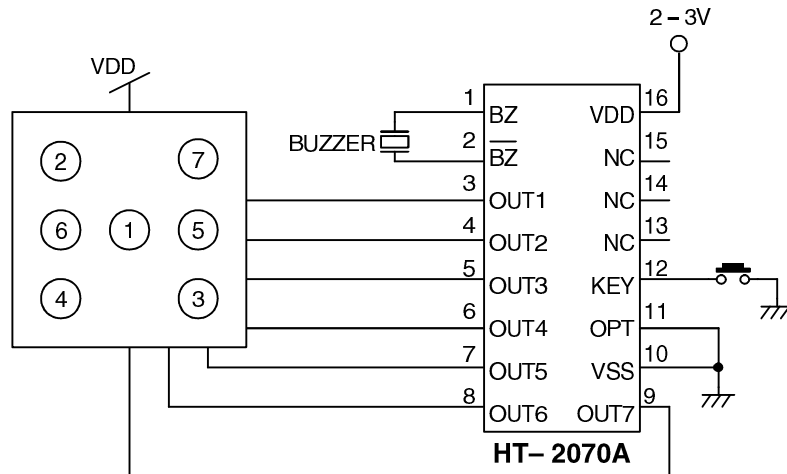 2 – 3V
VDD
1 BZ
2 BZ
BUZZER
3 OUT1
4 OUT2
5 OUT3
6 OUT4
7 OUT5
8 OUT6
VDD 16
NC 15
NC 14
NC 13
KEY 12
OPT 11
VSS 10
OUT7 9
2 7
6 1 5
4 3
HT– 2070A